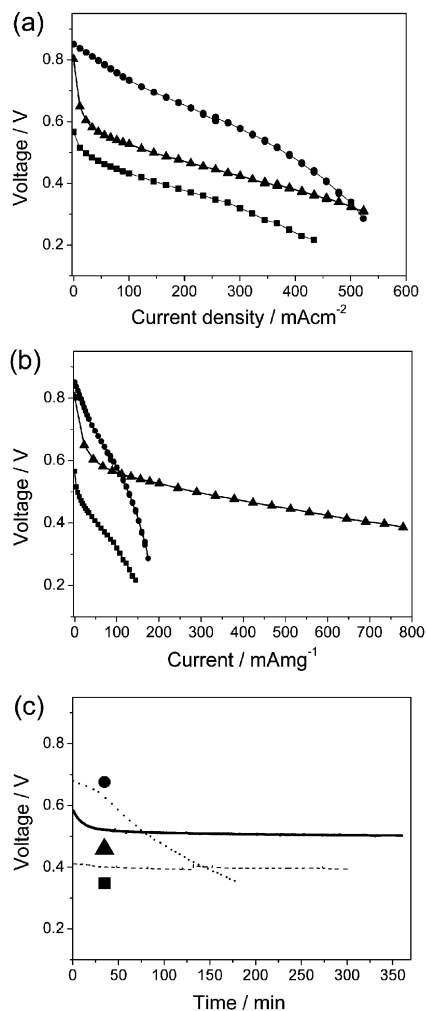 (a)
Voltage / V
0.8
0.6
0.4
0.2
0 100 200 300 400 500 600
Current density / mAcm-2
(b)
Voltage / V
0.8
0.6
0.4
0.2
0 100 200 300 400 500 600 700 800
Current / mAmg-1
(c)
Voltage / V
0.8
0.6
0.4
0.2
0 50 100 150 200 250 300 350
Time / min